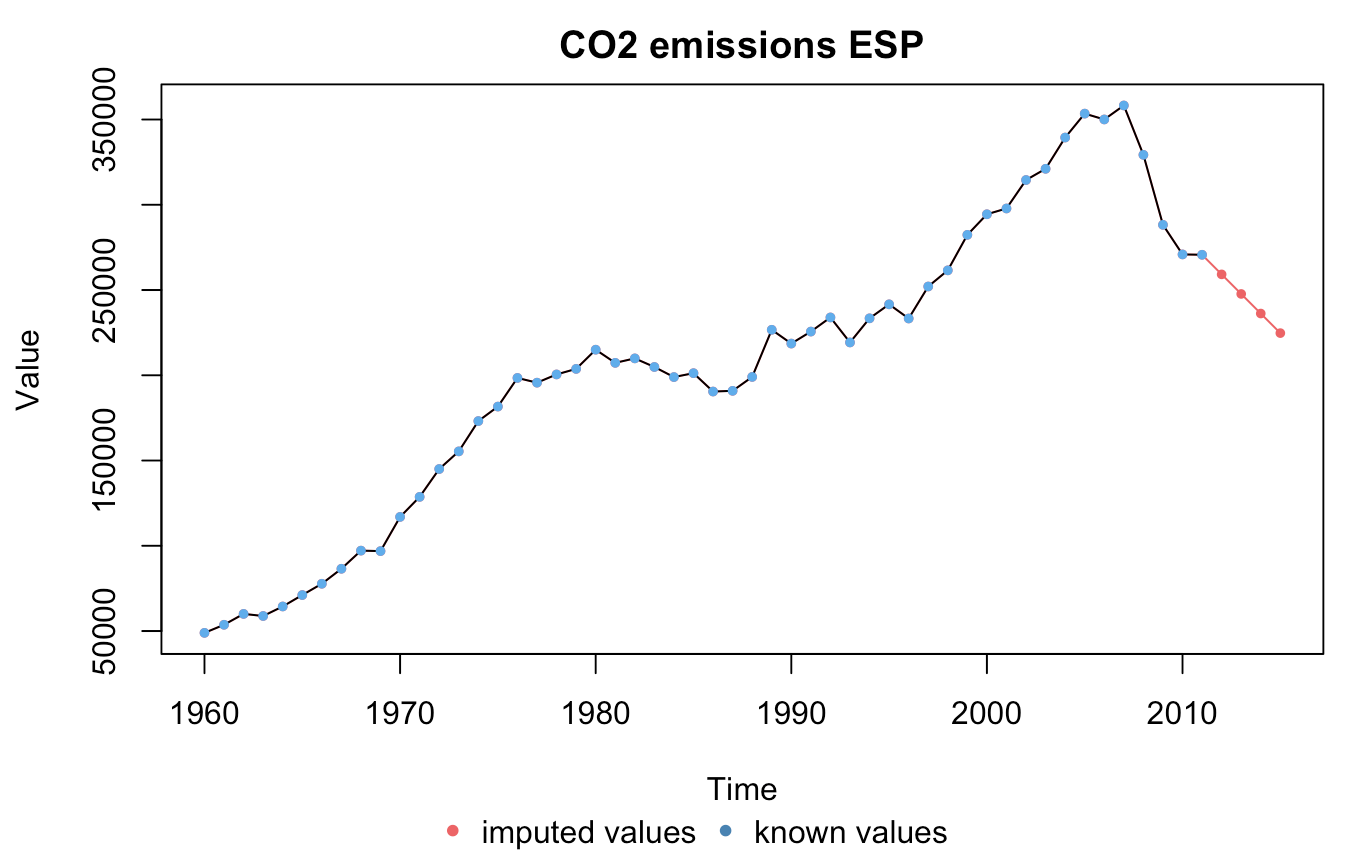 CO2 emissions ESP
Value
350000
250000
150000
50000
1960 1970 1980 1990 2000 2010
Time
imputed values known values